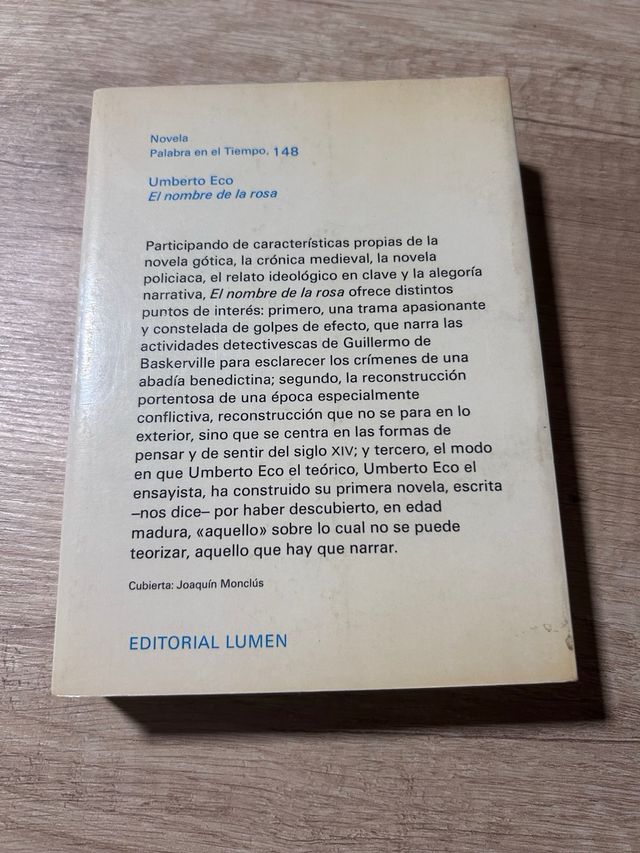 Novela
Palabra en el Tiempo, 148
Umberto Eco
El nombre de la rosa
Participando de características propias de la
novela gótica, la crónica medieval, la novela
policiaca, el relato ideológico en clave y la alegoría
narrativa, El nombre de la rosa ofrece distintos
puntos de interés: primero, una trama apasionante
y constelada de golpes de efecto, que narra las
actividades detectivescas de Guillermo de
Baskerville para esclarecer los crímenes de una
abadía benedictina; segundo, la reconstrucción
portentosa de una época especialmente
conflictiva, reconstrucción que no se para en lo
exterior, sino que se centra en las formas de
pensar y de sentir del siglo XIV; y tercero, el modo
en que Umberto Eco el teórico, Umberto Eco el
ensayista, ha construido su primera novela, escrita
–nos dice– por haber descubierto, en edad
madura, «aquello» sobre lo cual no se puede
teorizar, aquello que hay que narrar.
Cubierta: Joaquín Monclús
EDITORIAL LUMEN